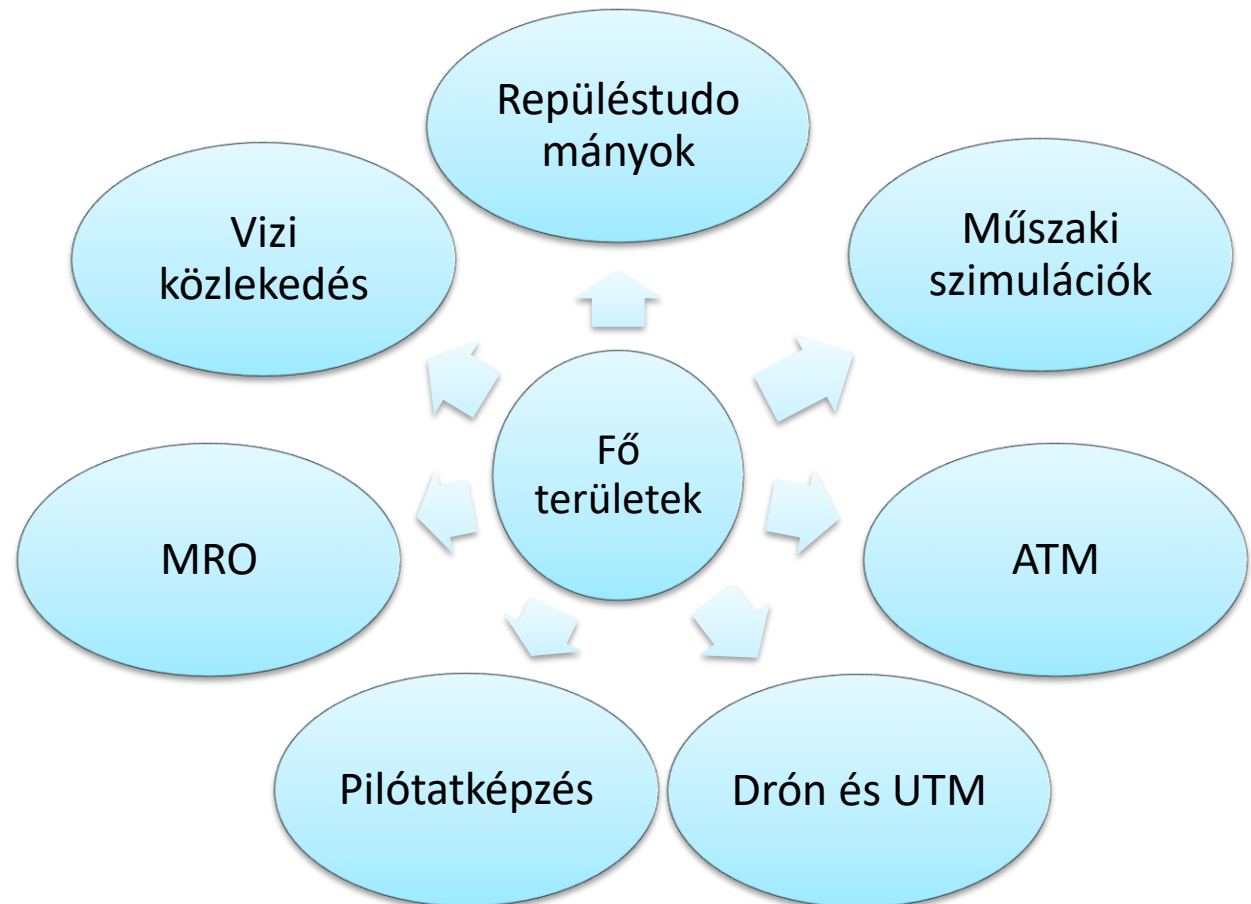 Repüléstudo
mányok
Műszaki
szimulációk
ATM
Drón és UTM
Pilótatképzés
MRO
Vizi
közlekedés
Fő
területek